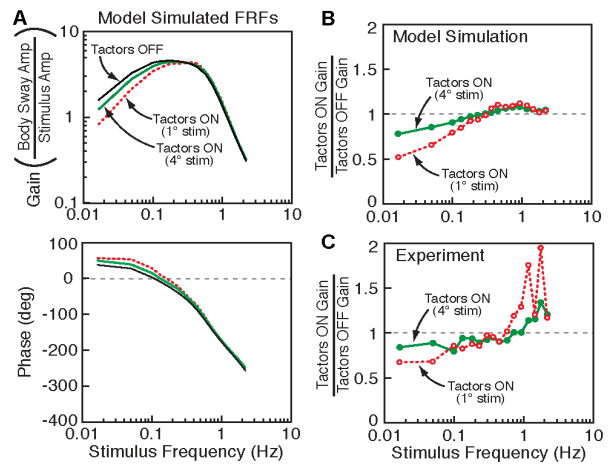 A
Model Simulated FRFs
Gain ( Body Sway Amp
Stimulus Amp )
10
1
0.1
Tactors OFF
Tactors ON
(1° stim)
Tactors ON
(4° stim)
0.01
0.1
1
10
Phase (deg)
100
0
-100
-200
-300
-400
0.01
0.1
1
10
Stimulus Frequency (Hz)
B
Model Simulation
Tactors ON Gain
Tactors OFF Gain
2
1.5
1
0.5
0
Tactors ON
(4° stim)
Tactors ON
(1° stim)
0.01
0.1
1
10
C
Experiment
Tactors ON Gain
Tactors OFF Gain
2
1.5
1
0.5
0
Tactors ON
(4° stim)
Tactors ON
(1° stim)
0.01
0.1
1
10
Stimulus Frequency (Hz)